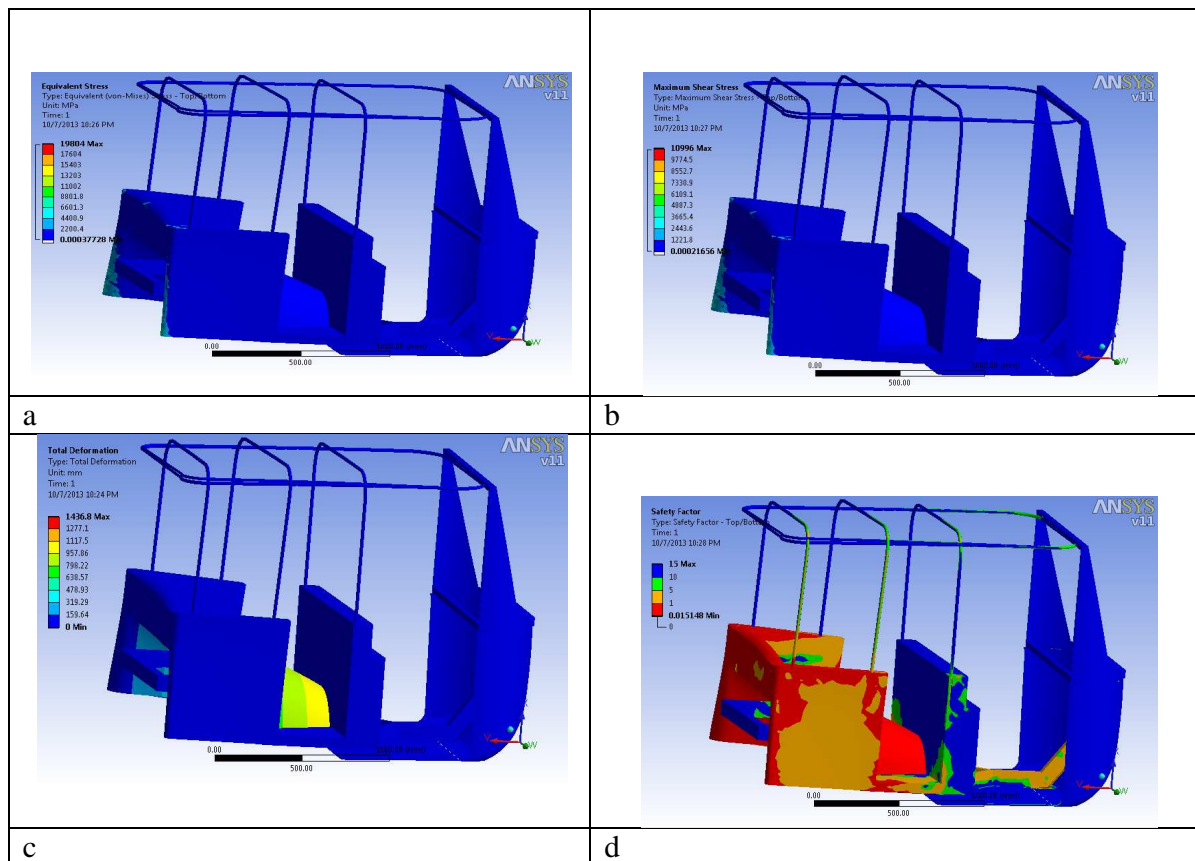 ANSYS
v11
Equivalent Stress
Type: Equivalent (von-Mises) Stress - Top/Bottom
Unit: MPa
Time: 1
10/7/2013 10:26 PM
19804 Max
17604
15403
13203
11002
8801.8
6601.3
4400.9
2200.4
0.00037728
0.00
500.00
a
ANSYS
v11
Maximum Shear Stress
Type: Maximum Shear Stress - Top/Bottom
Unit: MPa
Time: 1
10/7/2013 10:27 PM
10996 Max
9774.5
8552.7
7330.9
6109.1
4887.3
3665.4
2443.6
1221.8
0.00021656
0.00
500.00
b
ANSYS
v11
Total Deformation
Type: Total Deformation
Unit: mm
Time: 1
10/7/2013 10:24 PM
1436.8 Max
1277.1
1117.5
957.86
798.22
638.57
478.93
319.29
159.64
0 Min
0.00
500.00
c
ANSYS
v11
Safety Factor
Type: Safety Factor - Top/Bottom
Time: 1
10/7/2013 10:28 PM
15 Max
10
5
1
0.015148 Min
0
0.00
500.00
d